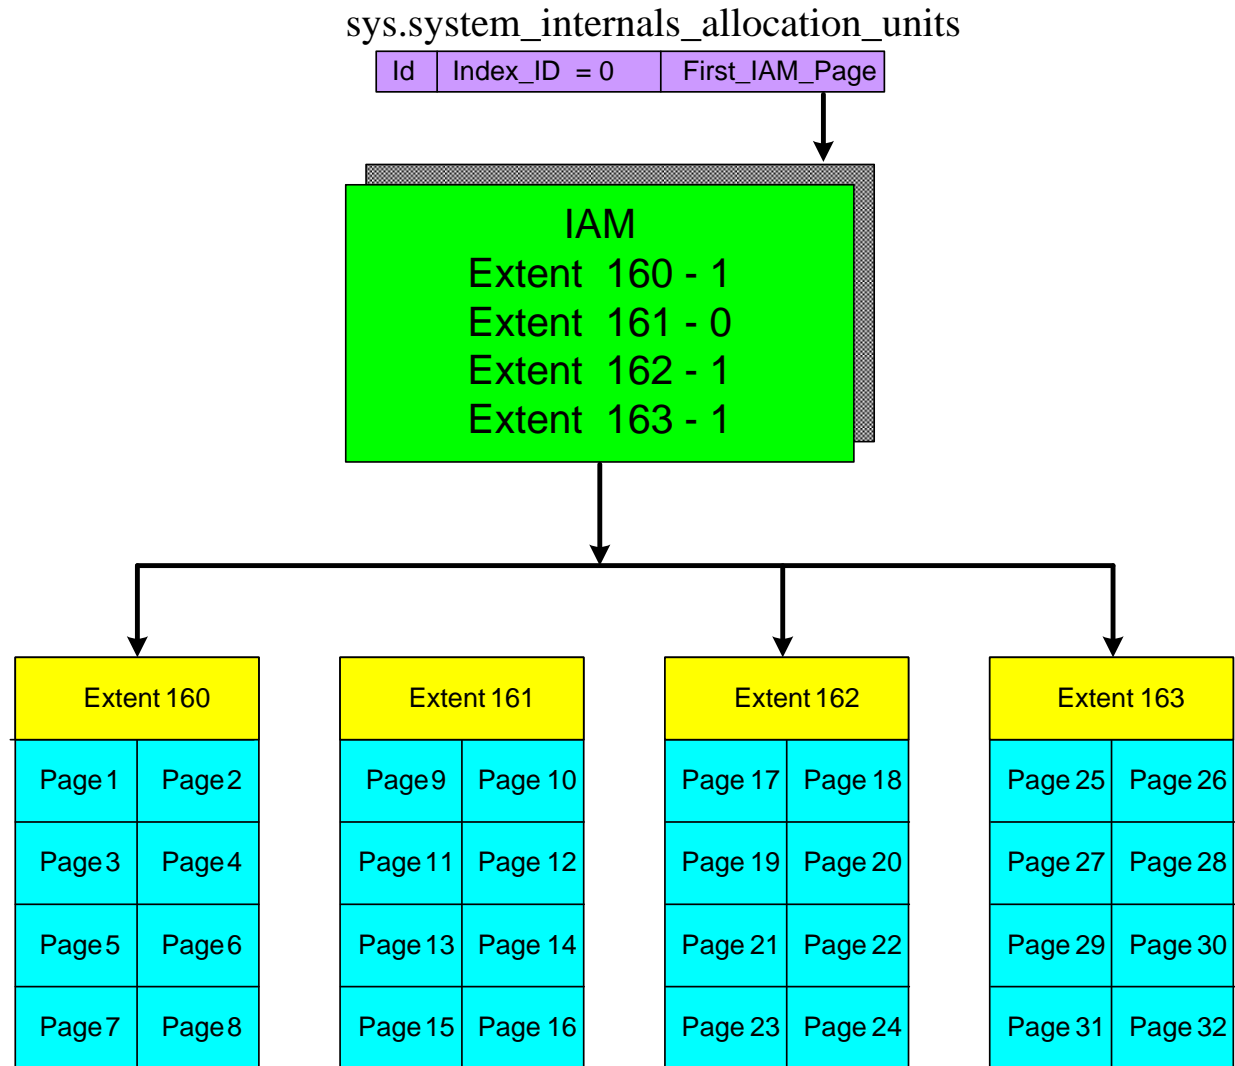 sys.system_internals_allocation_units
Id Index_ID = 0 First_IAM_Page
IAM
Extent 160 - 1
Extent 161 - 0
Extent 162 - 1
Extent 163 - 1
Extent 160 Extent 161 Extent 162 Extent 163
Page 1 Page 2 Page 9 Page 10 Page 17 Page 18 Page 25 Page 26
Page 3 Page 4 Page 11 Page 12 Page 19 Page 20 Page 27 Page 28
Page 5 Page 6 Page 13 Page 14 Page 21 Page 22 Page 29 Page 30
Page 7 Page 8 Page 15 Page 16 Page 23 Page 24 Page 31 Page 32